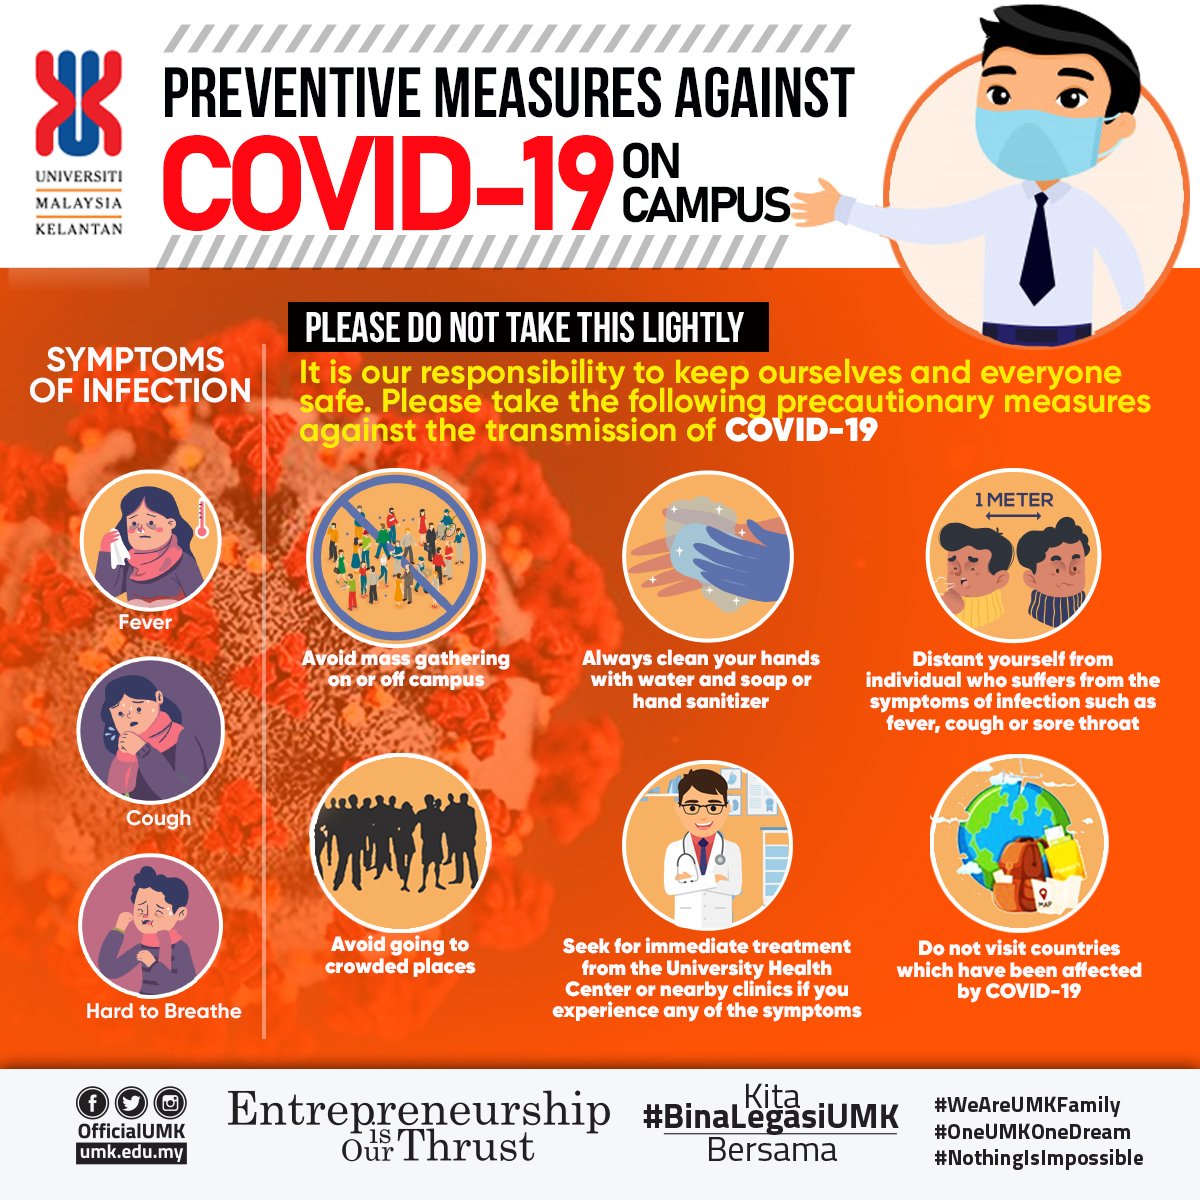 UNIVERSITI
MALAYSIA
KELANTAN
PREVENTIVE MEASURES AGAINST
COVID-19 ON
CAMPUS
PLEASE DO NOT TAKE THIS LIGHTLY
It is our responsibility to keep ourselves and everyone
safe. Please take the following precautionary measures
against the transmission of COVID-19
SYMPTOMS
OF INFECTION
Fever
Cough
Hard to Breathe
Avoid mass gathering
on or off campus
Always clean your hands
with water and soap or
hand sanitizer
1 METER
Distant yourself from
individual who suffers from the
symptoms of infection such as
fever, cough or sore throat
Avoid going to
crowded places
Seek for immediate treatment
from the University Health
Center or nearby clinics if you
experience any of the symptoms
MAP
Do not visit countries
which have been affected
by COVID-19
OfficialUMK
umk.edu.my
Entrepreneurship
is
Our Thrust
Kita
#BinaLegasiUMK
Bersama
#WeAreUMKFamily
#OneUMKOneDream
#NothingIsImpossible